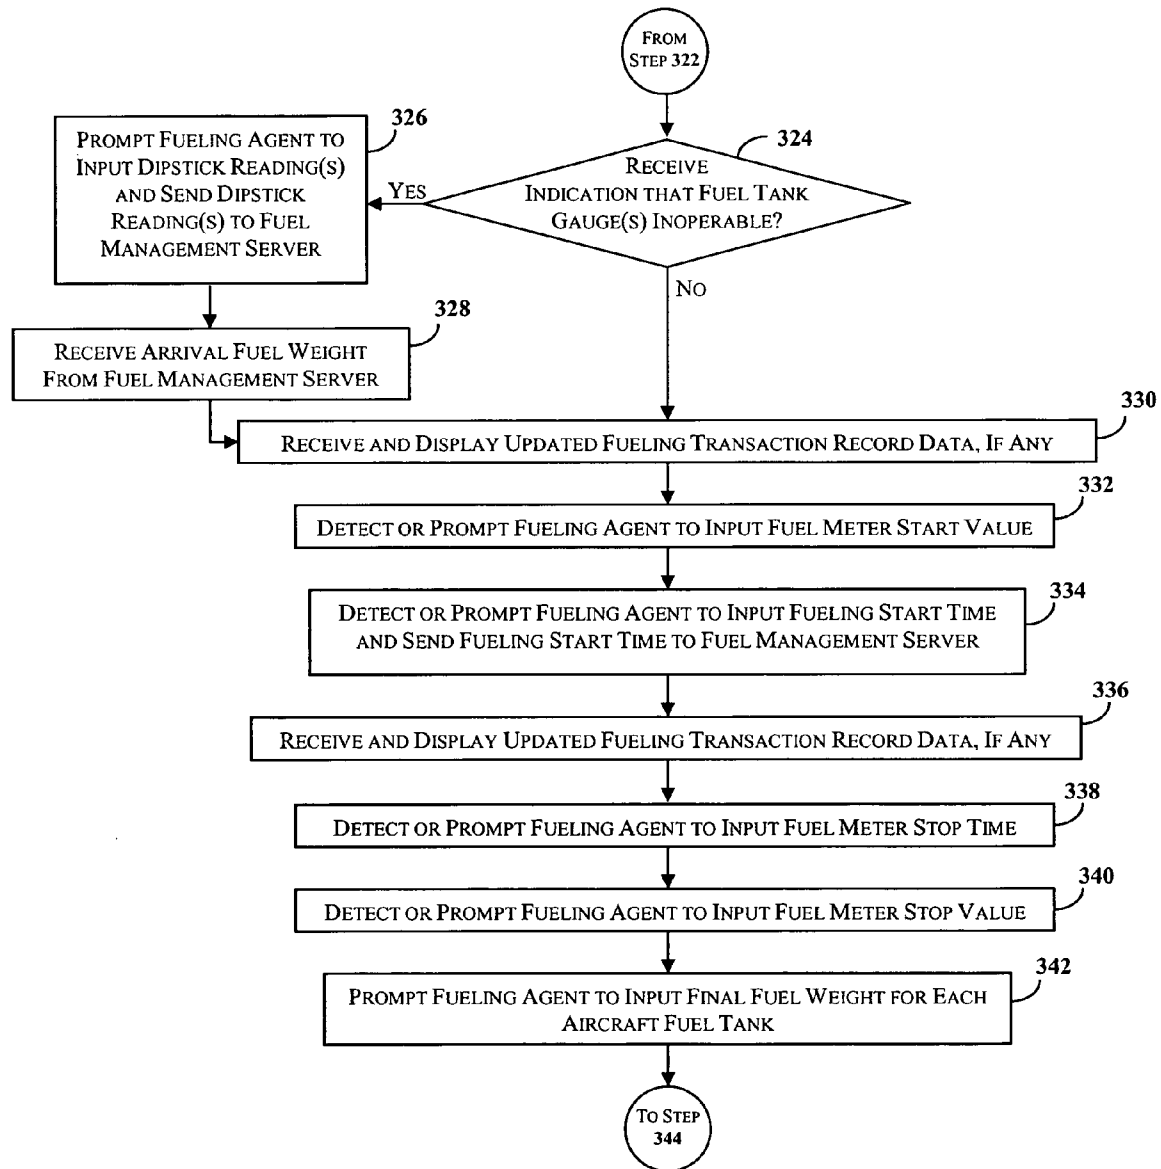 FROM
STEP 322
326
PROMPT FUELING AGENT TO
INPUT DIPSTICK READING(S)
AND SEND DIPSTICK
READING(S) TO FUEL
MANAGEMENT SERVER
324
RECEIVE
INDICATION THAT FUEL TANK
GAUGE(S) INOPERABLE?
YES
NO
328
RECEIVE ARRIVAL FUEL WEIGHT
FROM FUEL MANAGEMENT SERVER
330
RECEIVE AND DISPLAY UPDATED FUELING TRANSACTION RECORD DATA, IF ANY
332
DETECT OR PROMPT FUELING AGENT TO INPUT FUEL METER START VALUE
334
DETECT OR PROMPT FUELING AGENT TO INPUT FUELING START TIME
AND SEND FUELING START TIME TO FUEL MANAGEMENT SERVER
336
RECEIVE AND DISPLAY UPDATED FUELING TRANSACTION RECORD DATA, IF ANY
338
DETECT OR PROMPT FUELING AGENT TO INPUT FUEL METER STOP TIME
340
DETECT OR PROMPT FUELING AGENT TO INPUT FUEL METER STOP VALUE
342
PROMPT FUELING AGENT TO INPUT FINAL FUEL WEIGHT FOR EACH
AIRCRAFT FUEL TANK
TO STEP
344